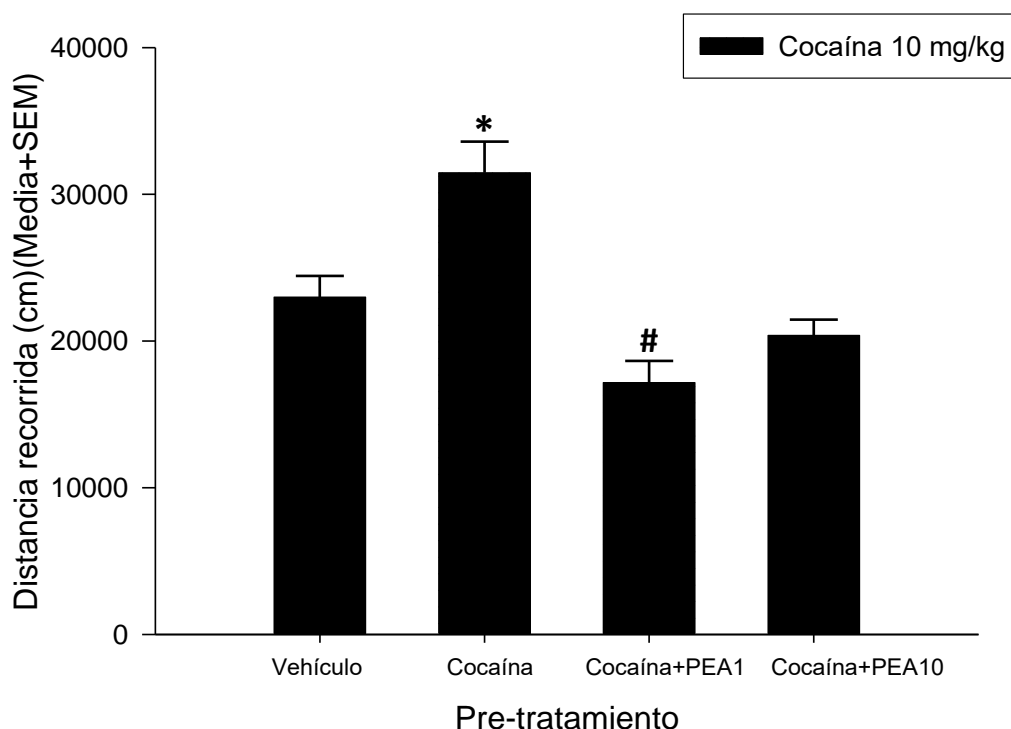 Cocaína 10 mg/kg
Distancia recorrida (cm)(Media+SEM)
40000
30000
20000
10000
0
*
#
Vehículo Cocaína Cocaína+PEA1 Cocaína+PEA10
Pre-tratamiento